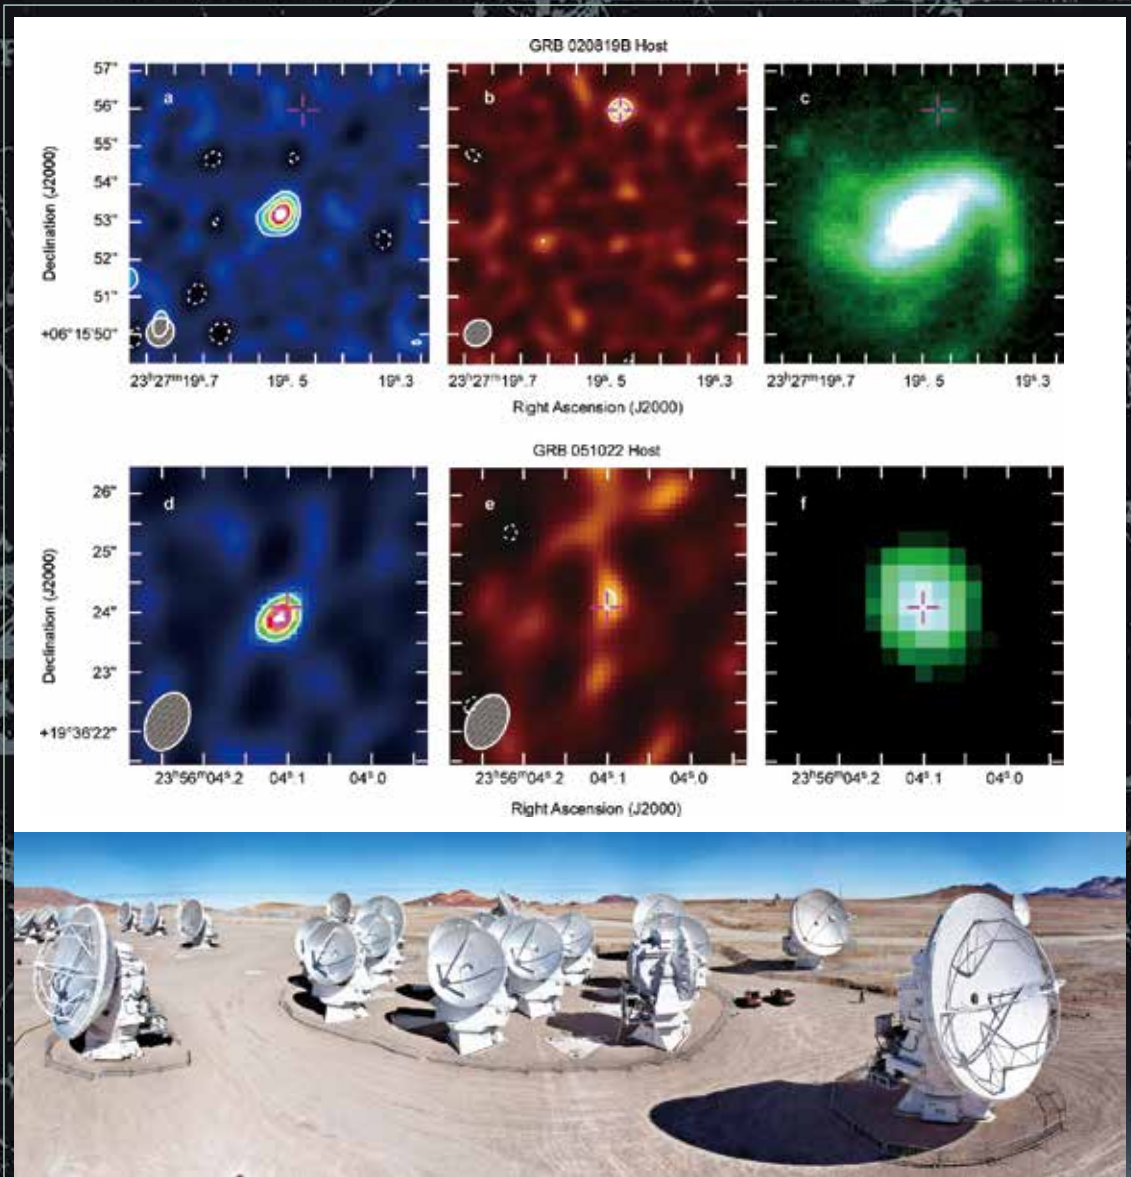 GRB 020819B Host
a
b
c
57"
56"
55"
54"
53"
52"
51"
+06°15'50"
Declination (J2000)
23ʰ27ᵐ19ˢ.7 19ˢ.5 19ˢ.3
23ʰ27ᵐ19ˢ.7 19ˢ.5 19ˢ.3
23ʰ27ᵐ19ˢ.7 19ˢ.5 19ˢ.3
Right Ascension (J2000)
GRB 051022 Host
d
e
f
26"
25"
24"
23"
+19°36'22"
Declination (J2000)
23ʰ56ᵐ04ˢ.2 04ˢ.1 04ˢ.0
23ʰ56ᵐ04ˢ.2 04ˢ.1 04ˢ.0
23ʰ56ᵐ04ˢ.2 04ˢ.1 04ˢ.0
Right Ascension (J2000)